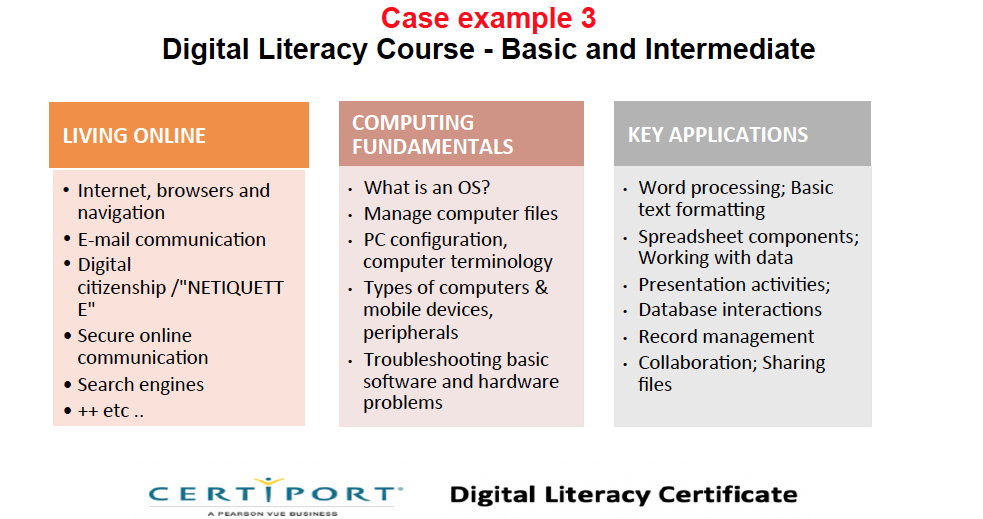 Case example 3
Digital Literacy Course - Basic and Intermediate
LIVING ONLINE
• Internet, browsers and
navigation
• E-mail communication
• Digital
citizenship /"NETIQUETT
E"
• Secure online
communication
• Search engines
• ++ etc ..
COMPUTING
FUNDAMENTALS
• What is an OS?
• Manage computer files
• PC configuration,
computer terminology
• Types of computers &
mobile devices,
peripherals
• Troubleshooting basic
software and hardware
problems
KEY APPLICATIONS
• Word processing; Basic
text formatting
• Spreadsheet components;
Working with data
• Presentation activities;
• Database interactions
• Record management
• Collaboration; Sharing
files
CERTIPORT®
A PEARSON VUE BUSINESS
Digital Literacy Certificate